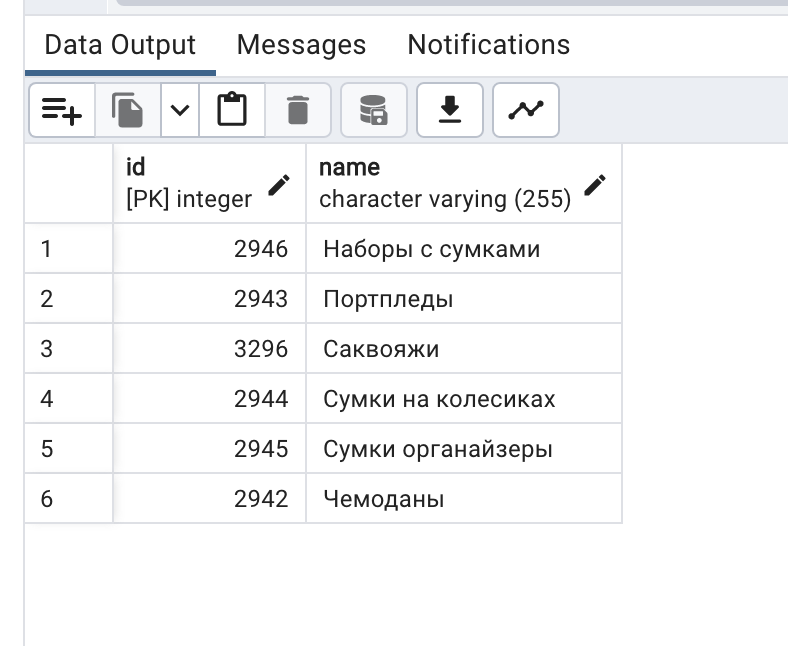 Data Output Messages Notifications
id name
[PK] integer character varying (255)
1 2946 Наборы с сумками
2 2943 Портпледы
3 3296 Саквояжи
4 2944 Сумки на колесиках
5 2945 Сумки органайзеры
6 2942 Чемоданы